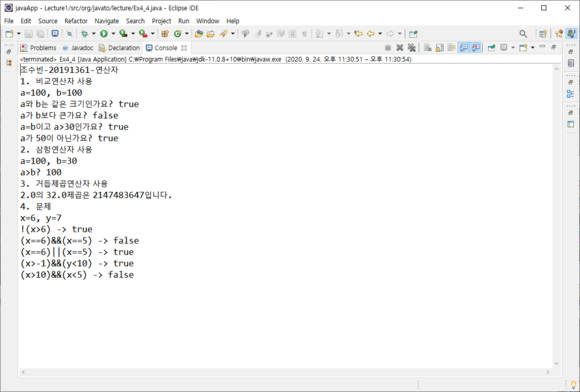 javaApp - Lecture1/src/org/javato/lecture/Ex4_4.java - Eclipse IDE
File Edit Source Refactor Navigate Search Project Run Window Help
Problems Javadoc Declaration Console
<terminated> Ex4_4 [Java Application] C:\Program Files\java\jdk-11.0.8+10\bin\javaw.exe (2020. 9. 24. 오후 11:30:51 – 오후 11:30:54)
조수빈-20191361-연산자
1. 비교연산자 사용
a=100, b=100
a와 b는 같은 크기인가요? true
a가 b보다 큰가요? false
a=b이고 a>30인가요? true
a가 50이 아닌가요? true
2. 삼항연산자 사용
a=100, b=30
a>b? 100
3. 거듭제곱연산자 사용
2.0의 32.0제곱은 2147483647입니다.
4. 문제
x=6, y=7
!(x>6) -> true
(x==6)&&(x==5) -> false
(x==6)||(x==5) -> true
(x>-1)&&(y<10) -> true
(x>10)&&(x<5) -> false